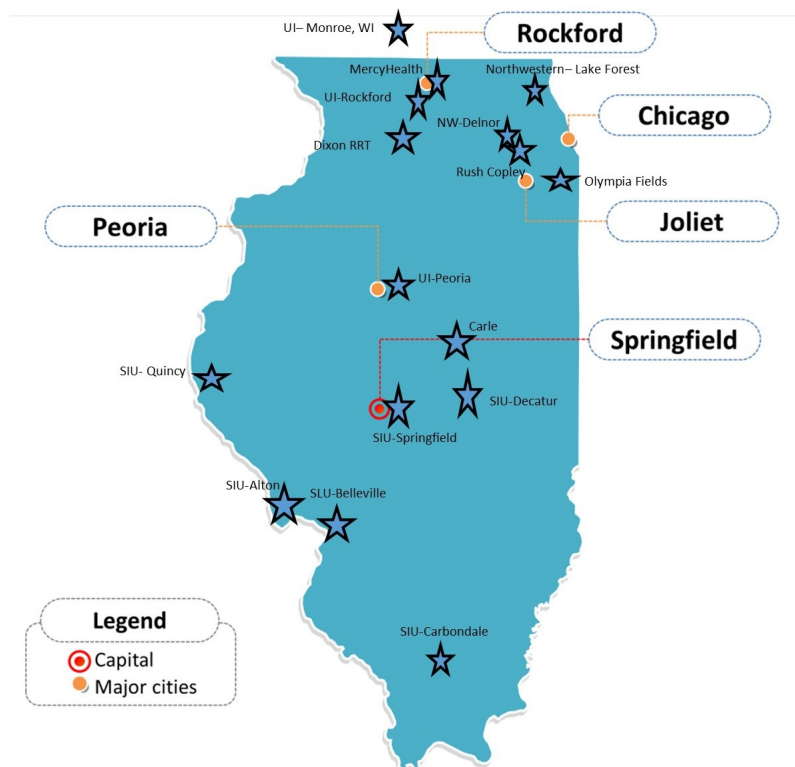 UI– Monroe, WI
Rockford
MercyHealth
Northwestern– Lake Forest
UI-Rockford
Chicago
NW-Delnor
Dixon RRT
Rush Copley
Olympia Fields
Peoria
Joliet
UI-Peoria
Carle
Springfield
SIU- Quincy
SIU-Decatur
SIU-Springfield
SIU-Alton
SLU-Belleville
Legend
SIU-Carbondale
Capital
Major cities